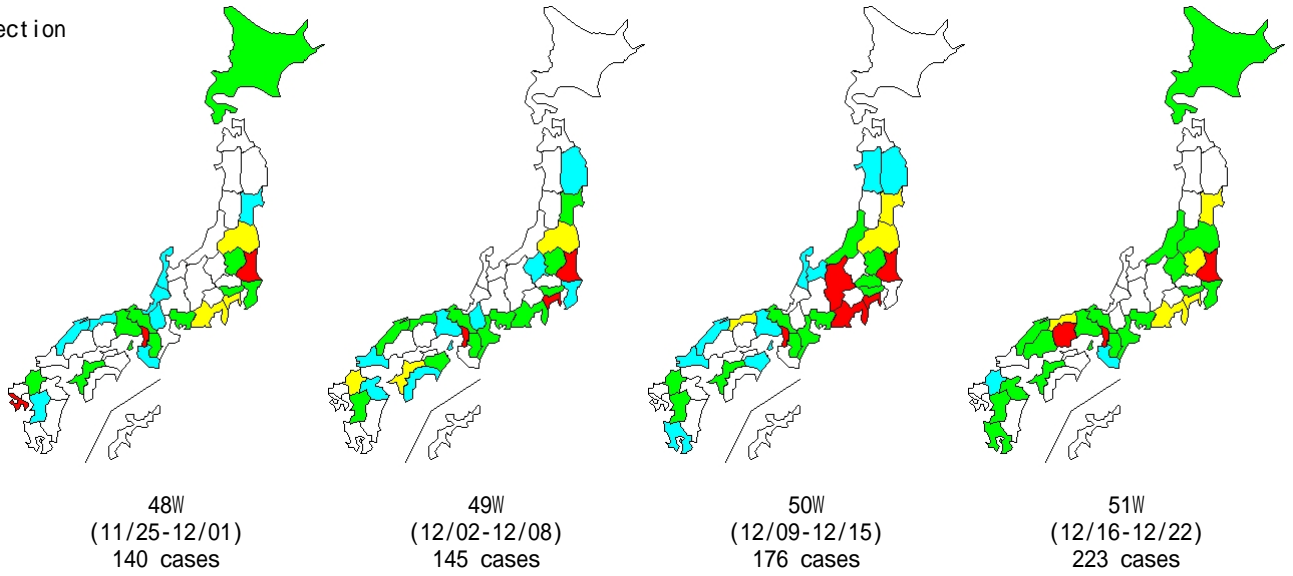 ection
48W
(11/25-12/01)
140 cases
49W
(12/02-12/08)
145 cases
50W
(12/09-12/15)
176 cases
51W
(12/16-12/22)
223 cases